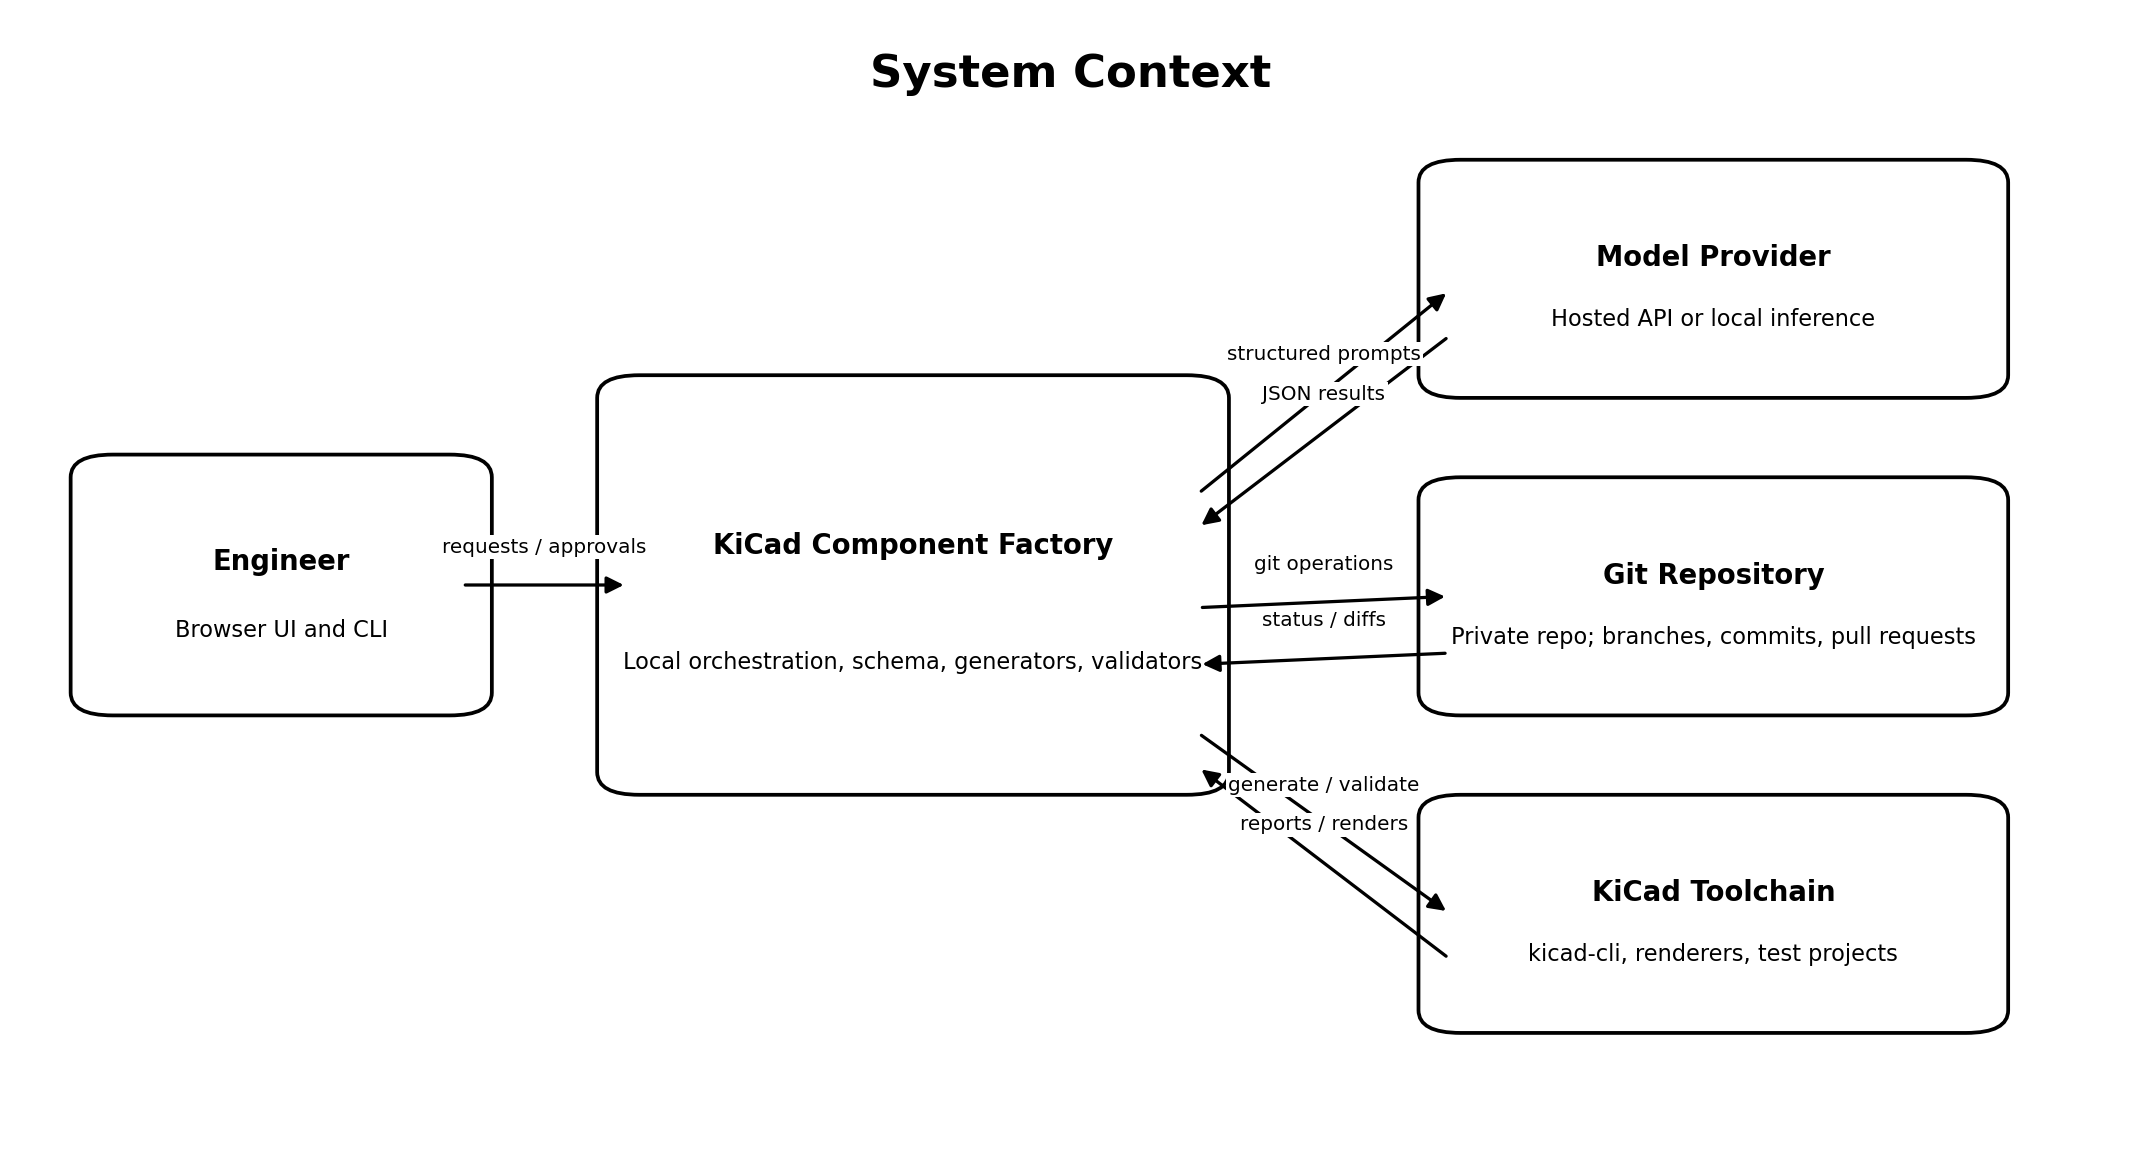 System Context
Engineer
Browser UI and CLI
requests / approvals
KiCad Component Factory
Local orchestration, schema, generators, validators
structured prompts
JSON results
git operations
status / diffs
generate / validate
reports / renders
Model Provider
Hosted API or local inference
Git Repository
Private repo; branches, commits, pull requests
KiCad Toolchain
kicad-cli, renderers, test projects